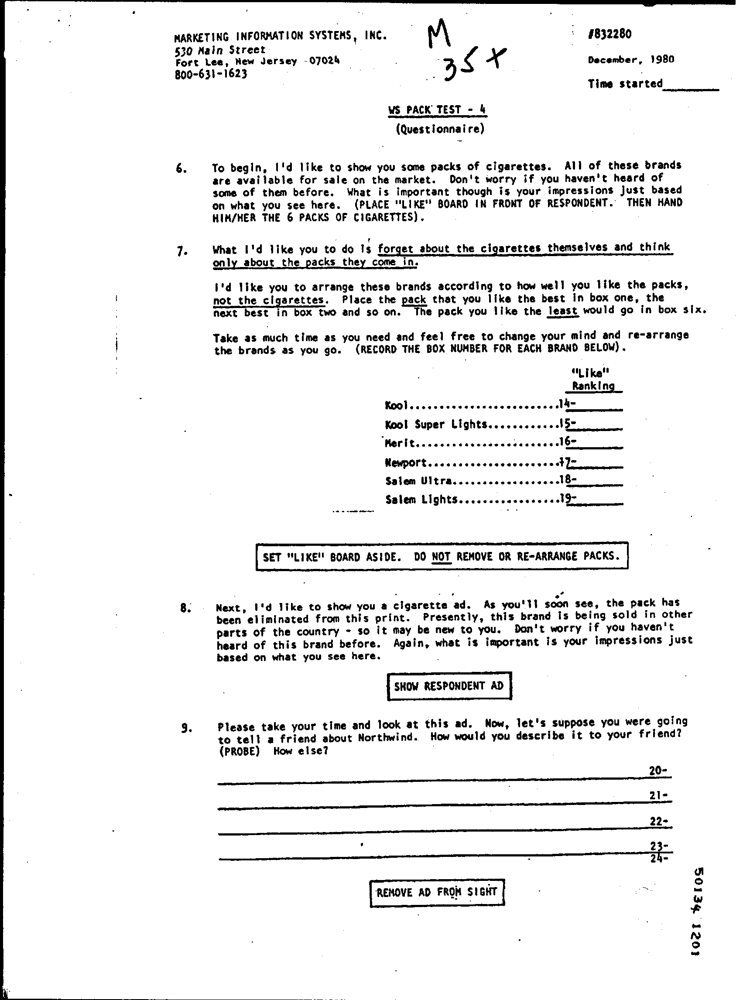 MARKETING INFORMATION SYSTEMS, INC.
530 Main Street
Fort Lee, New Jersey 07024
800-631-1623
M
35 X
#832280
December, 1980
Time started
WS PACK TEST - 4
(Questionnaire)
6. To begin, I'd like to show you some packs of cigarettes. All of these brands
are available for sale on the market. Don't worry if you haven't heard of
some of them before. What is important though is your impressions just based
on what you see here. (PLACE "LIKE" BOARD IN FRONT OF RESPONDENT. THEN HAND
HIM/HER THE 6 PACKS OF CIGARETTES).
7. What I'd like you to do is forget about the cigarettes themselves and think
only about the packs they come in.
I'd like you to arrange these brands according to how well you like the packs,
not the cigarettes. Place the pack that you like the best in box one, the
next best in box two and so on. The pack you like the least would go in box six.
Take as much time as you need and feel free to change your mind and re-arrange
the brands as you go. (RECORD THE BOX NUMBER FOR EACH BRAND BELOW).
"Like"
Ranking
Kool.........................14-
Kool Super Lights............15-
Merit........................16-
Newport......................17-
Salem Ultra..................18-
Salem Lights.................19-
SET "LIKE" BOARD ASIDE. DO NOT REMOVE OR RE-ARRANGE PACKS.
8. Next, I'd like to show you a cigarette ad. As you'll soon see, the pack has
been eliminated from this print. Presently, this brand is being sold in other
parts of the country - so it may be new to you. Don't worry if you haven't
heard of this brand before. Again, what is important is your impressions just
based on what you see here.
SHOW RESPONDENT AD
9. Please take your time and look at this ad. Now, let's suppose you were going
to tell a friend about Northwind. How would you describe it to your friend?
(PROBE) How else?
20-
21-
22-
23-
24-
REMOVE AD FROM SIGHT
50134 1201